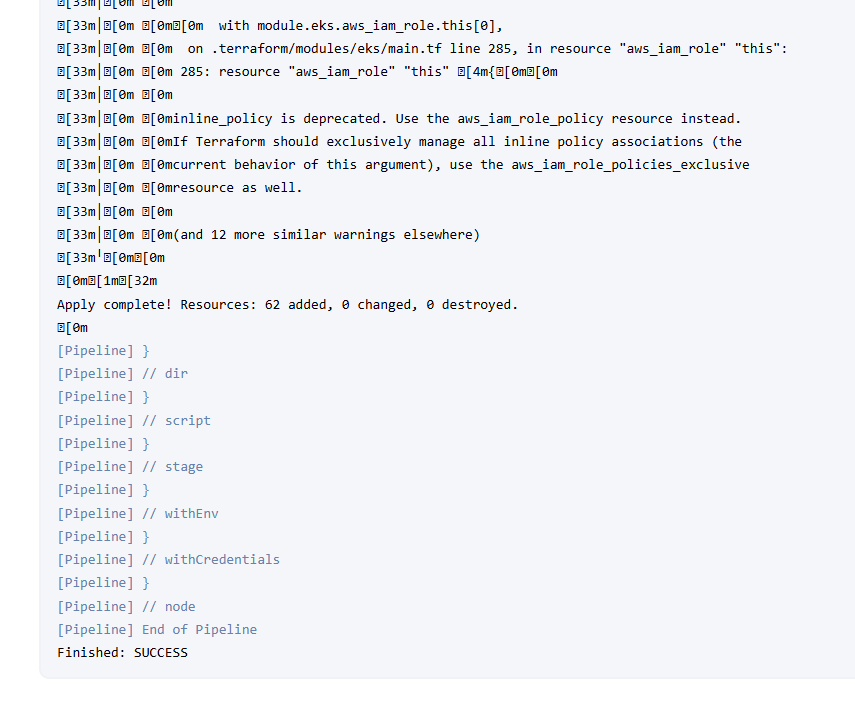 ␛[33m│␛[0m ␛[0m
␛[33m│␛[0m ␛[0m␛[0m  with module.eks.aws_iam_role.this[0],
␛[33m│␛[0m ␛[0m  on .terraform/modules/eks/main.tf line 285, in resource "aws_iam_role" "this":
␛[33m│␛[0m ␛[0m 285: resource "aws_iam_role" "this" ␛[4m{␛[0m␛[0m
␛[33m│␛[0m ␛[0m
␛[33m│␛[0m ␛[0minline_policy is deprecated. Use the aws_iam_role_policy resource instead.
␛[33m│␛[0m ␛[0mIf Terraform should exclusively manage all inline policy associations (the
␛[33m│␛[0m ␛[0mcurrent behavior of this argument), use the aws_iam_role_policies_exclusive
␛[33m│␛[0m ␛[0mresource as well.
␛[33m│␛[0m ␛[0m
␛[33m│␛[0m ␛[0m(and 12 more similar warnings elsewhere)
␛[33m╵␛[0m␛[0m
␛[0m␛[1m␛[32m
Apply complete! Resources: 62 added, 0 changed, 0 destroyed.
␛[0m
[Pipeline] }
[Pipeline] // dir
[Pipeline] }
[Pipeline] // script
[Pipeline] }
[Pipeline] // stage
[Pipeline] }
[Pipeline] // withEnv
[Pipeline] }
[Pipeline] // withCredentials
[Pipeline] }
[Pipeline] // node
[Pipeline] End of Pipeline
Finished: SUCCESS